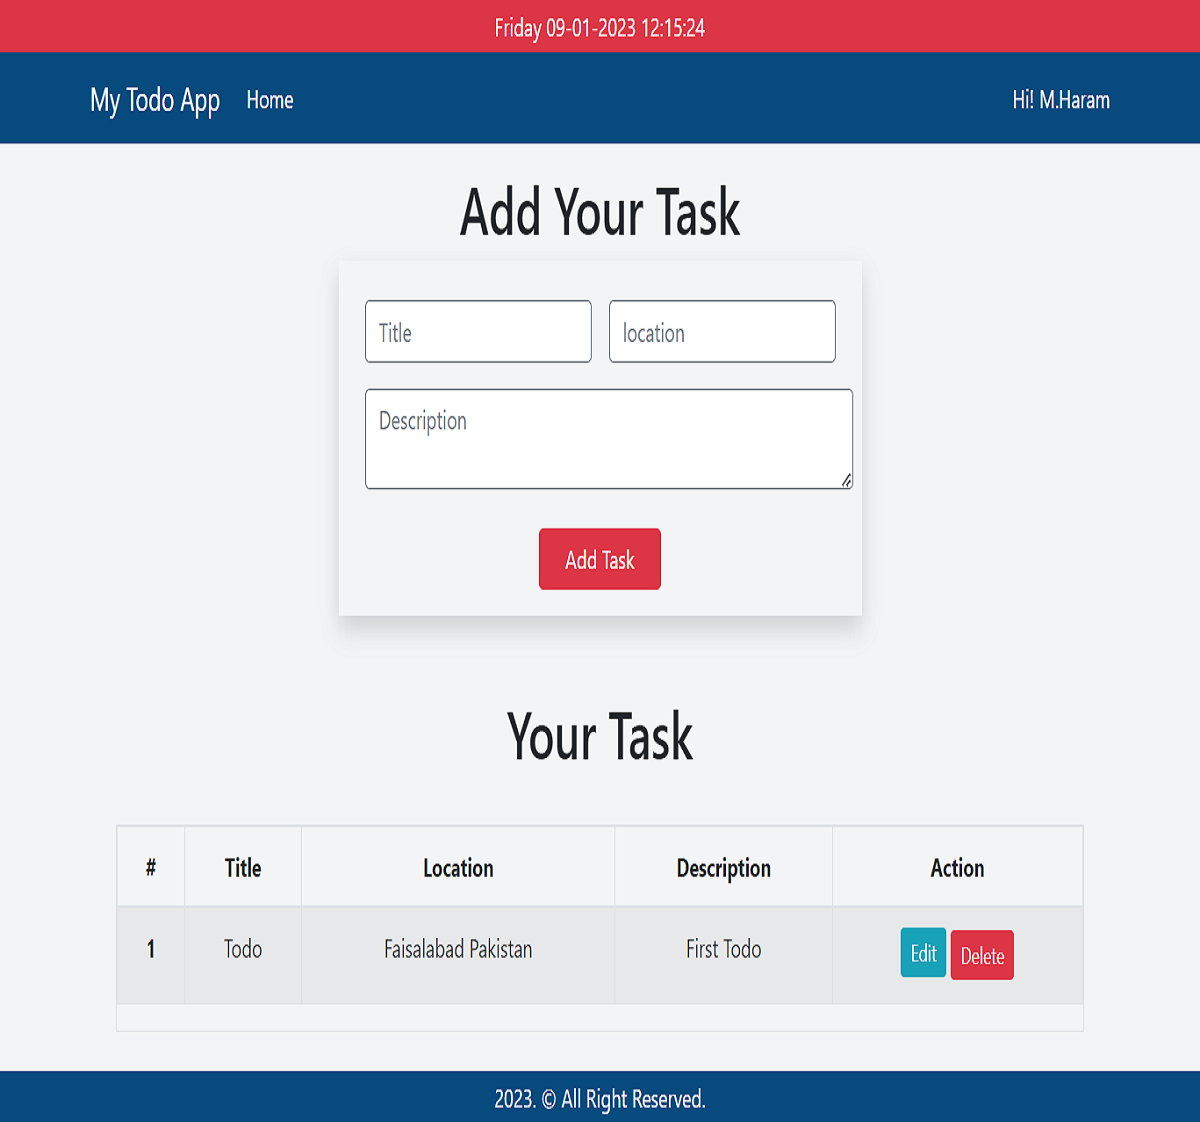 Friday 09-01-2023 12:15:24
My Todo App Home Hi! M.Haram
Add Your Task
Title location
Description
Add Task
Your Task
# Title Location Description Action
1 Todo Faisalabad Pakistan First Todo Edit Delete
2023. © All Right Reserved.